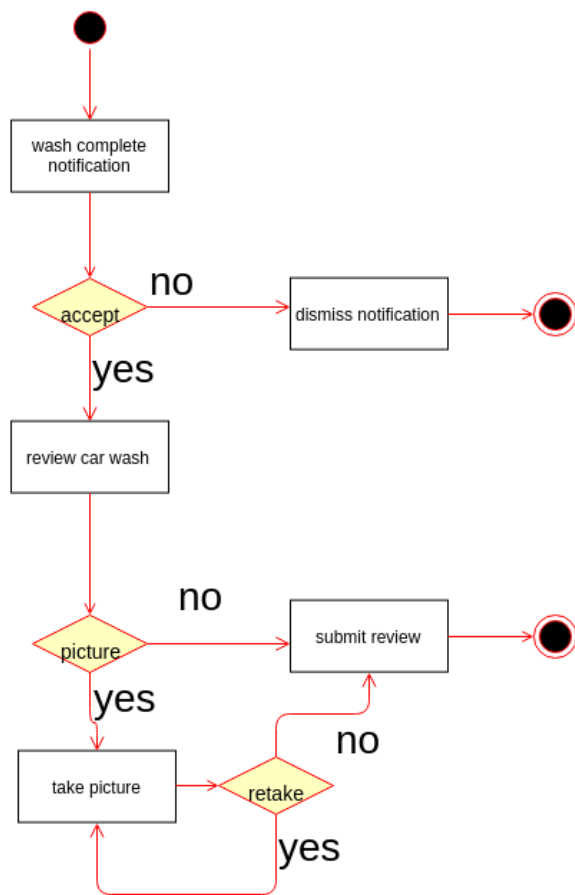 wash complete
notification
no
accept
dismiss notification
yes
review car wash
no
picture
submit review
yes
no
take picture
retake
yes